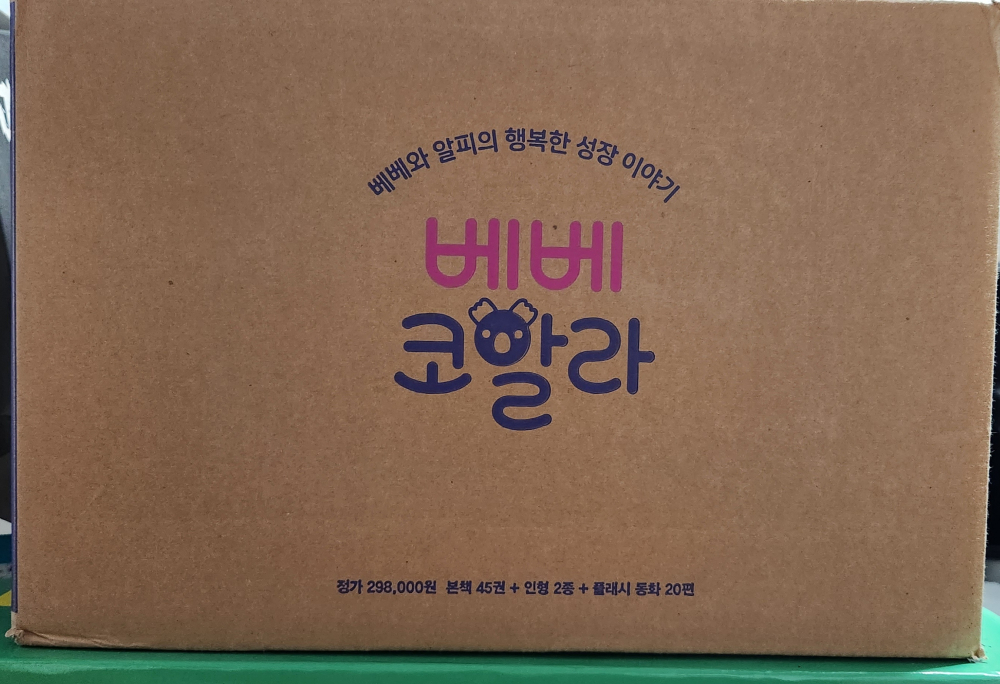 베베와 알피의 행복한 성장 이야기
베베
코알라
정가 298,000원 본책 45권 + 인형 2종 +플래시 동화 20편